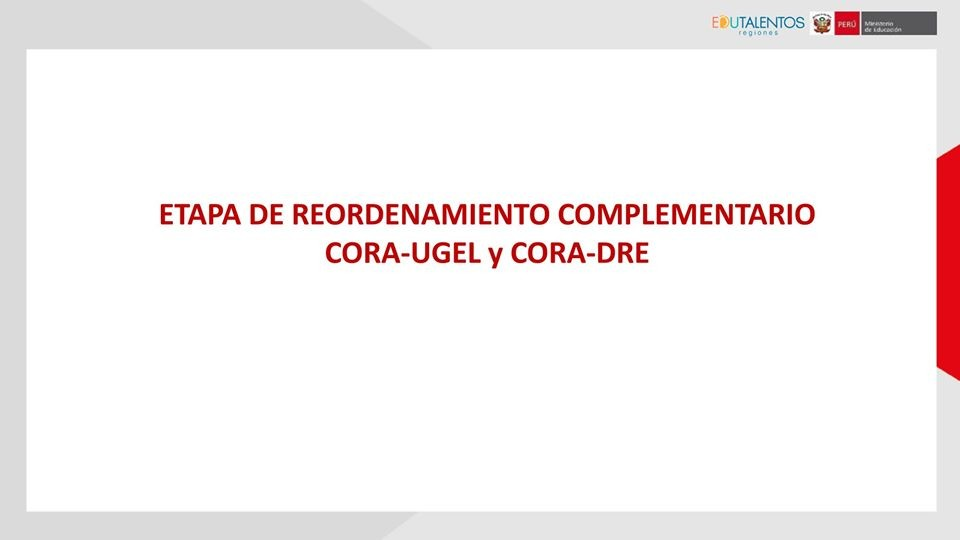 EDUTALENTOS
regiones
PERÚ
Ministerio
de Educación
ETAPA DE REORDENAMIENTO COMPLEMENTARIO
CORA-UGEL y CORA-DRE